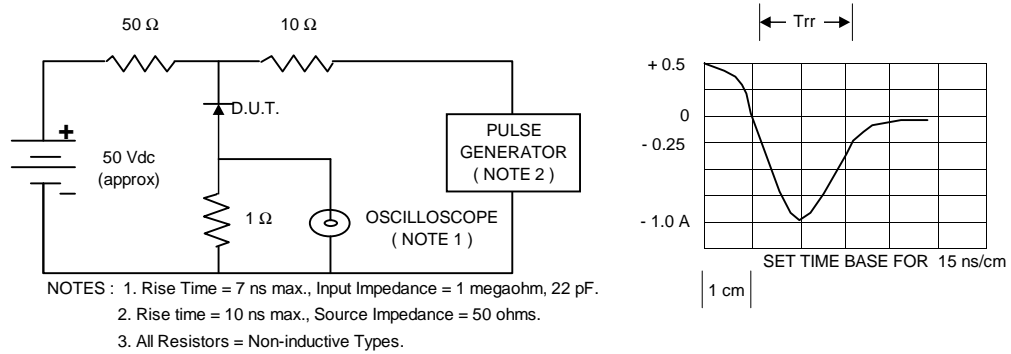 50 Ω
10 Ω
D.U.T.
+
50 Vdc
(approx)
−
1 Ω
PULSE
GENERATOR
( NOTE 2 )
OSCILLOSCOPE
( NOTE 1 )
NOTES : 1. Rise Time = 7 ns max., Input Impedance = 1 megaohm, 22 pF.
2. Rise time = 10 ns max., Source Impedance = 50 ohms.
3. All Resistors = Non-inductive Types.
Trr
+ 0.5
0
- 0.25
- 1.0 A
SET TIME BASE FOR 15 ns/cm
1 cm